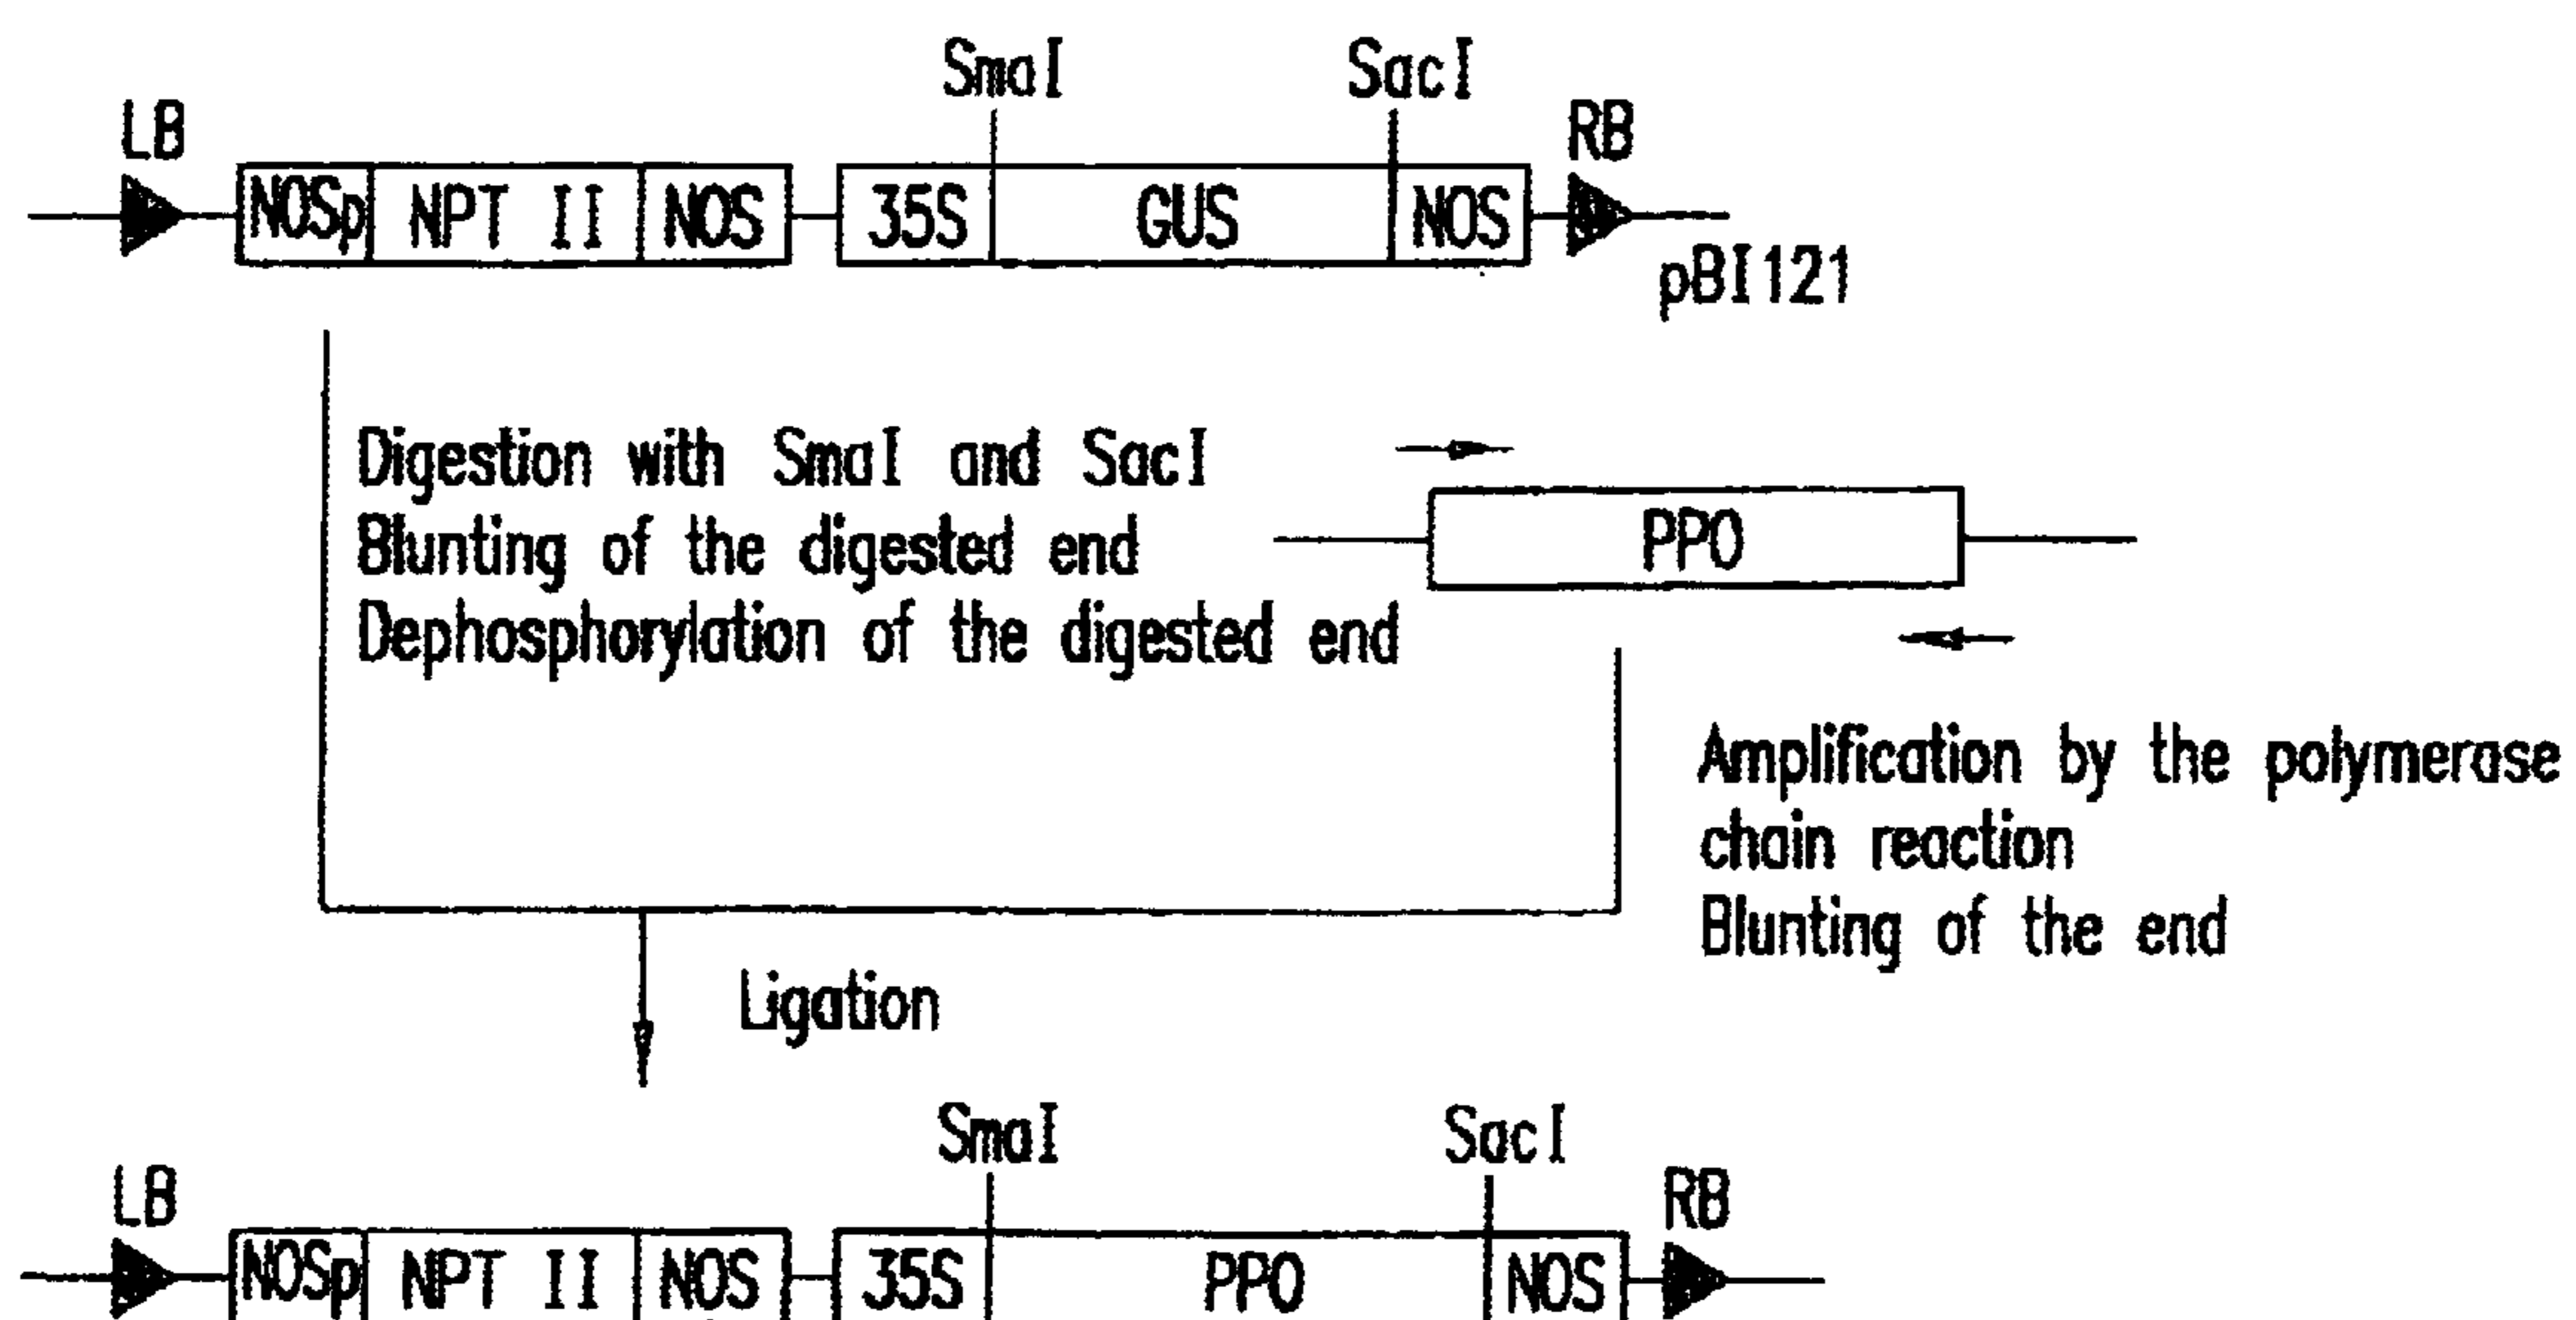 SmaI SacI
LB RB
NOSp NPT II NOS 35S GUS NOS
pBI121
Digestion with SmaI and SacI
Blunting of the digested end
Dephosphorylation of the digested end
PPO
Amplification by the polymerase
chain reaction
Blunting of the end
Ligation
SmaI SacI
LB RB
NOSp NPT II NOS 35S PPO NOS